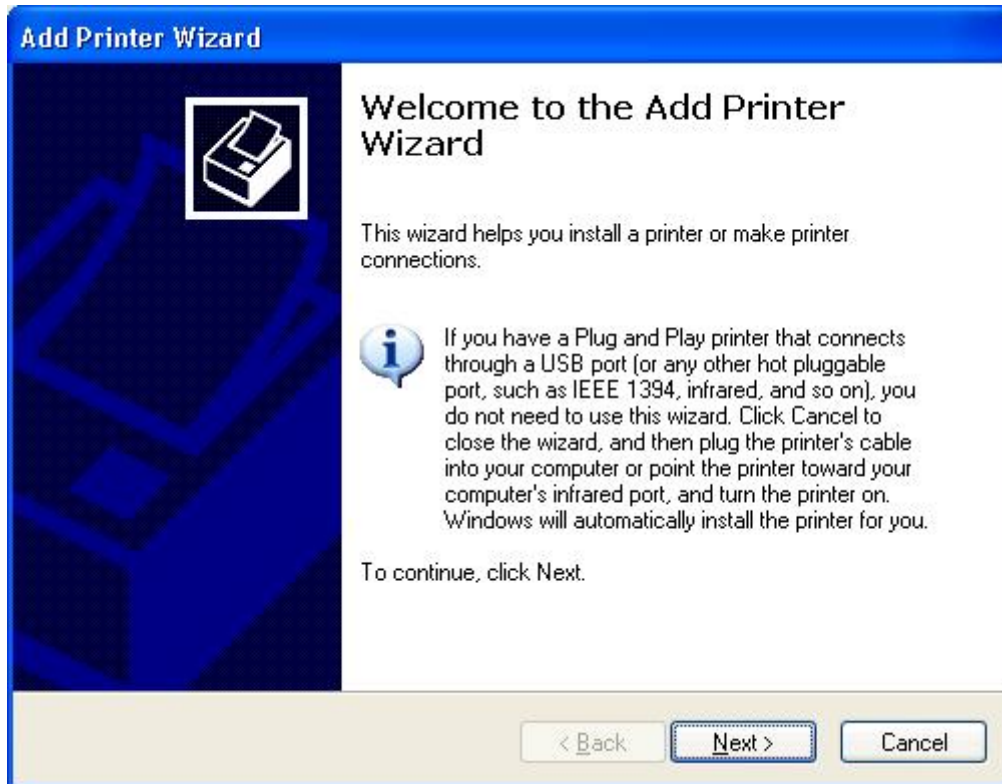 Add Printer Wizard
Welcome to the Add Printer
Wizard
This wizard helps you install a printer or make printer
connections.
If you have a Plug and Play printer that connects
through a USB port (or any other hot pluggable
port, such as IEEE 1394, infrared, and so on), you
do not need to use this wizard. Click Cancel to
close the wizard, and then plug the printer's cable
into your computer or point the printer toward your
computer's infrared port, and turn the printer on.
Windows will automatically install the printer for you.
To continue, click Next.
< Back Next > Cancel